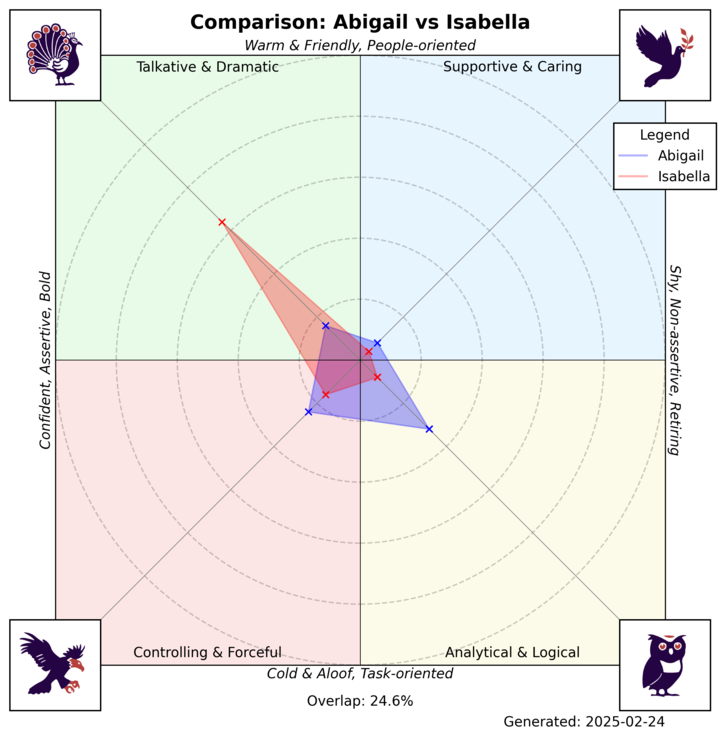 Comparison: Abigail vs Isabella
Warm & Friendly, People-oriented
Talkative & Dramatic
Supportive & Caring
Legend
Abigail
Isabella
Confident, Assertive, Bold
Shy, Non-assertive, Retiring
Controlling & Forceful
Analytical & Logical
Cold & Aloof, Task-oriented
Overlap: 24.6%
Generated: 2025-02-24